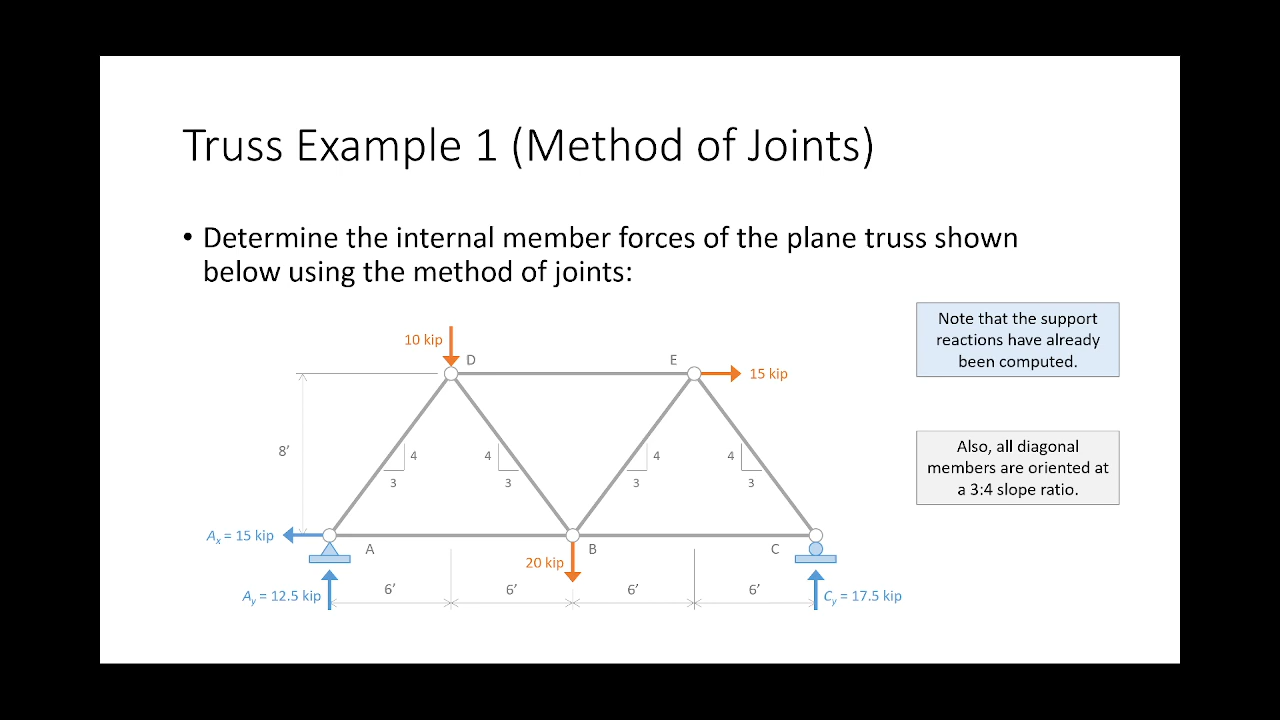 Truss Example 1 (Method of Joints)
• Determine the internal member forces of the plane truss shown
below using the method of joints:
Note that the support
reactions have already
been computed.
Also, all diagonal
members are oriented at
a 3:4 slope ratio.
10 kip
D
E
15 kip
8’
4
3
4
3
4
3
4
3
Ax = 15 kip
A
B
C
20 kip
6’
6’
6’
6’
Ay = 12.5 kip
Cy = 17.5 kip